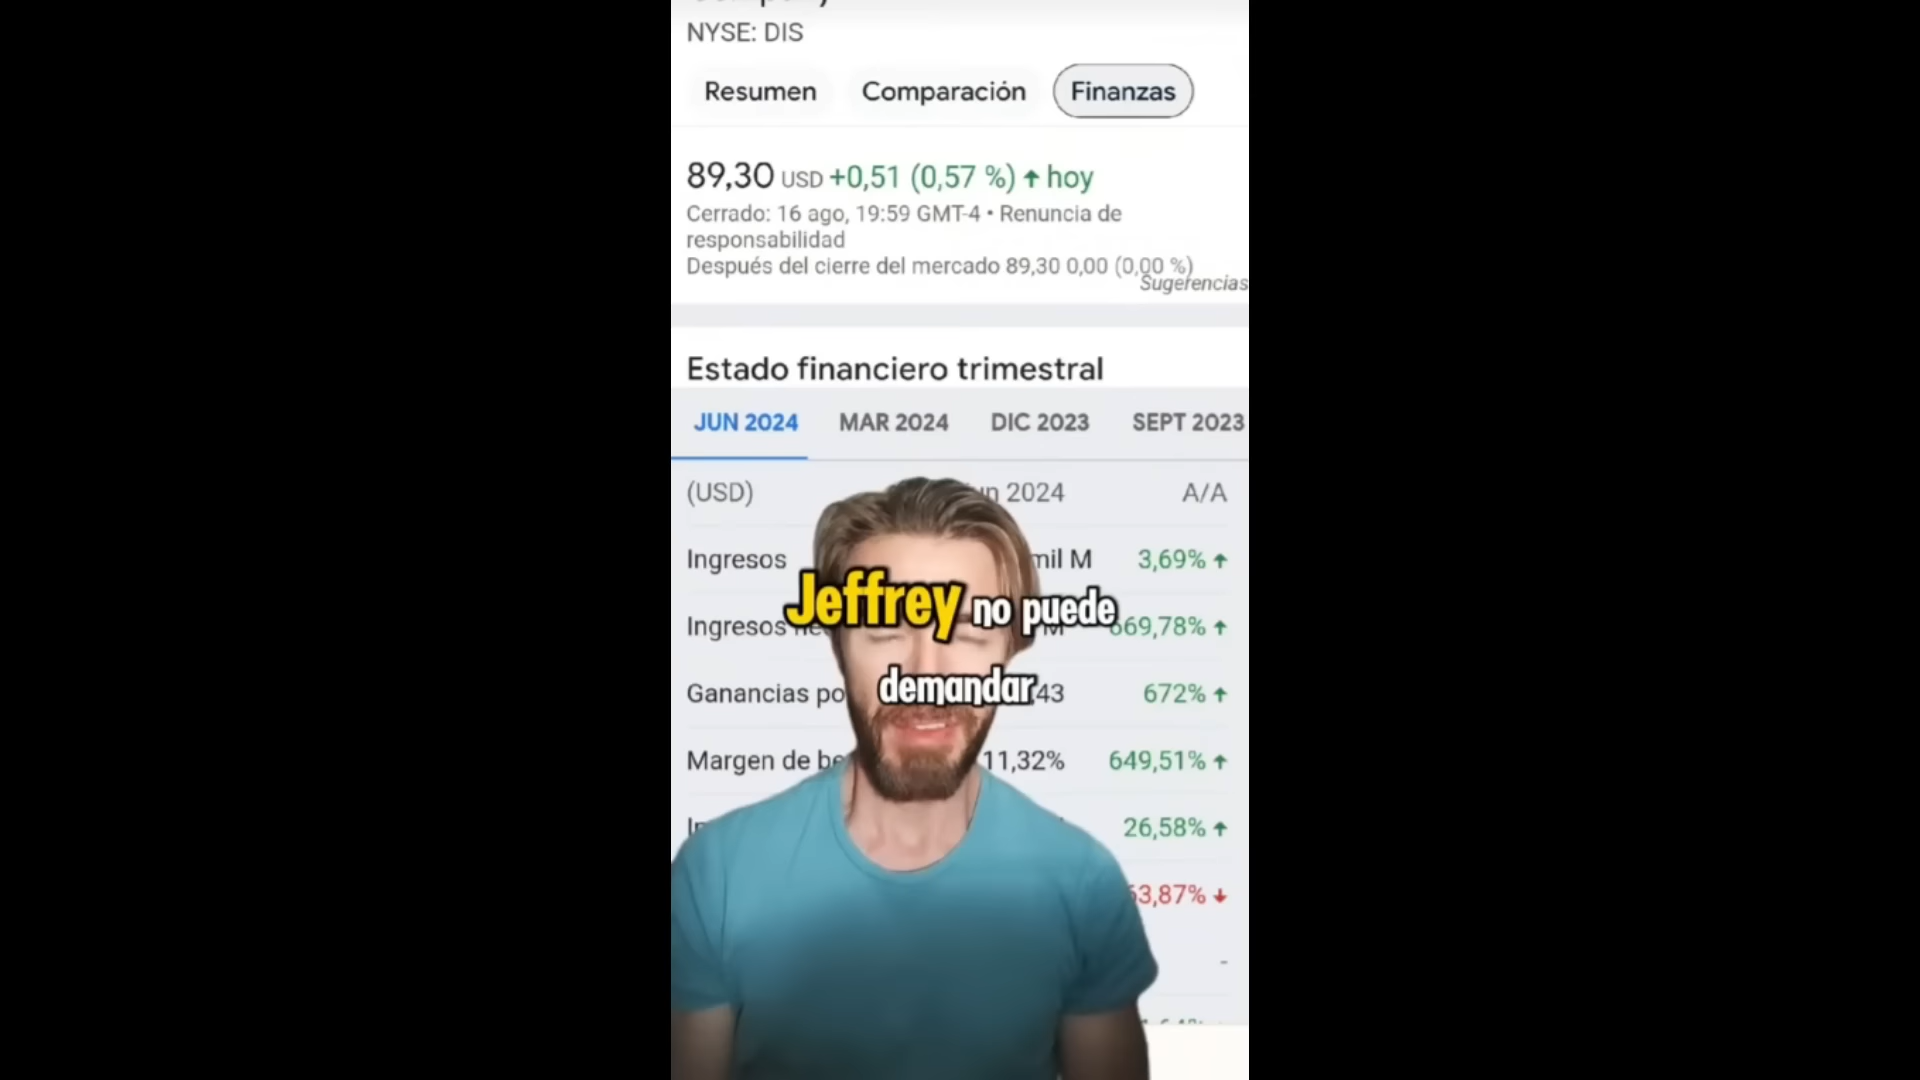 NYSE: DIS
Resumen Comparación Finanzas
89,30 USD +0,51 (0,57 %) ↑ hoy
Cerrado: 16 ago, 19:59 GMT-4 • Renuncia de
responsabilidad
Después del cierre del mercado 89,30 0,00 (0,00 %)
Sugerencias
Estado financiero trimestral
JUN 2024 MAR 2024 DIC 2023 SEPT 2023
(USD) 2024 A/A
Ingresos mil M 3,69% ↑
Jeffrey no puede
demandar
Ingresos M 669,78% ↑
Ganancias 43 672% ↑
Margen de 11,32% 649,51% ↑
26,58% ↑
63,87% ↓
-